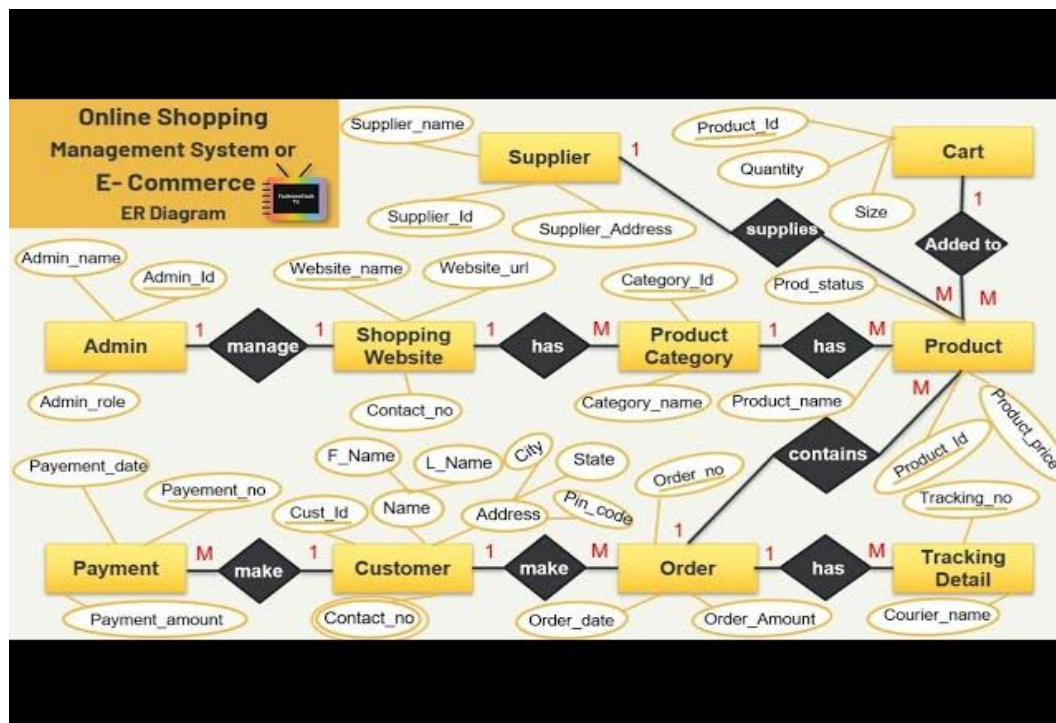 Online Shopping
Management System or
E- Commerce
ER Diagram
Supplier_name
Supplier
Supplier_Id
Supplier_Address
1
supplies
M
Product_Id
Quantity
Size
Cart
1
Added to
M
Admin_name
Admin_Id
Admin
Admin_role
1
manage
1
Website_name
Website_url
Shopping
Website
Contact_no
1
has
M
Category_Id
Product
Category
Category_name
1
has
M
Prod_status
Product
Product_name
Product_Id
Product_price
M
contains
1
Payement_date
Payement_no
Payment
Payment_amount
M
make
1
F_Name
L_Name
Name
Cust_Id
City
State
Pin_code
Address
Customer
Contact_no
1
make
M
Order_no
Order
Order_date
Order_Amount
1
has
M
Tracking_no
Tracking
Detail
Courier_name